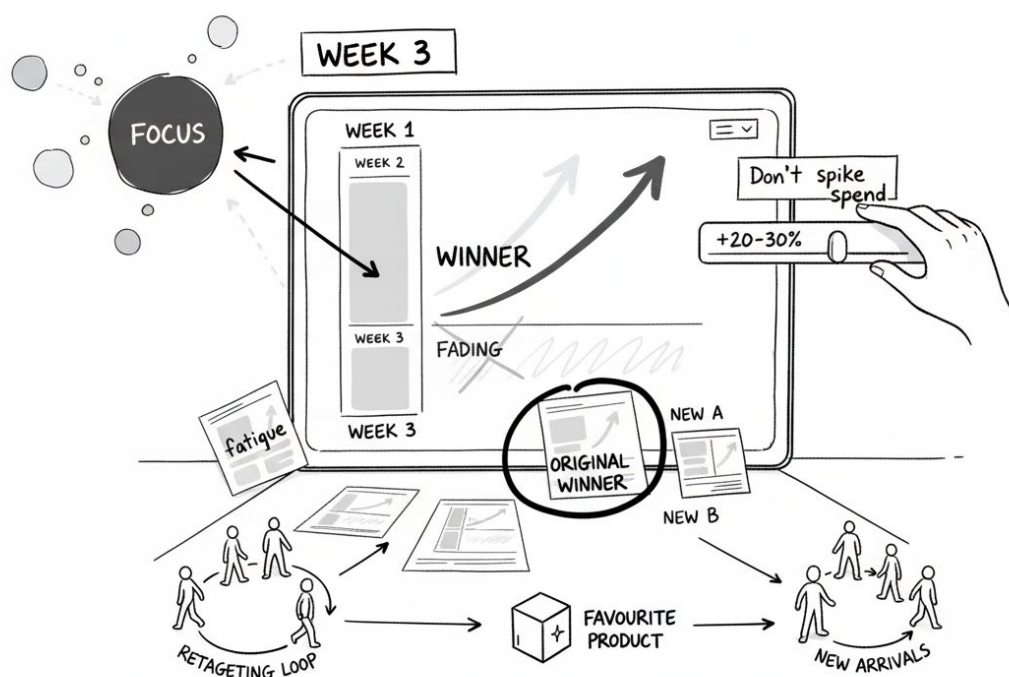 WEEK 3
FOCUS
WEEK 1
WEEK 2
WINNER
WEEK 3
FADING
WEEK 3
Don't spike
spend
+20-30%
fatigue
ORIGINAL
WINNER
NEW A
NEW B
RETAGETING LOOP
FAVOURITE
PRODUCT
NEW ARRIVALS